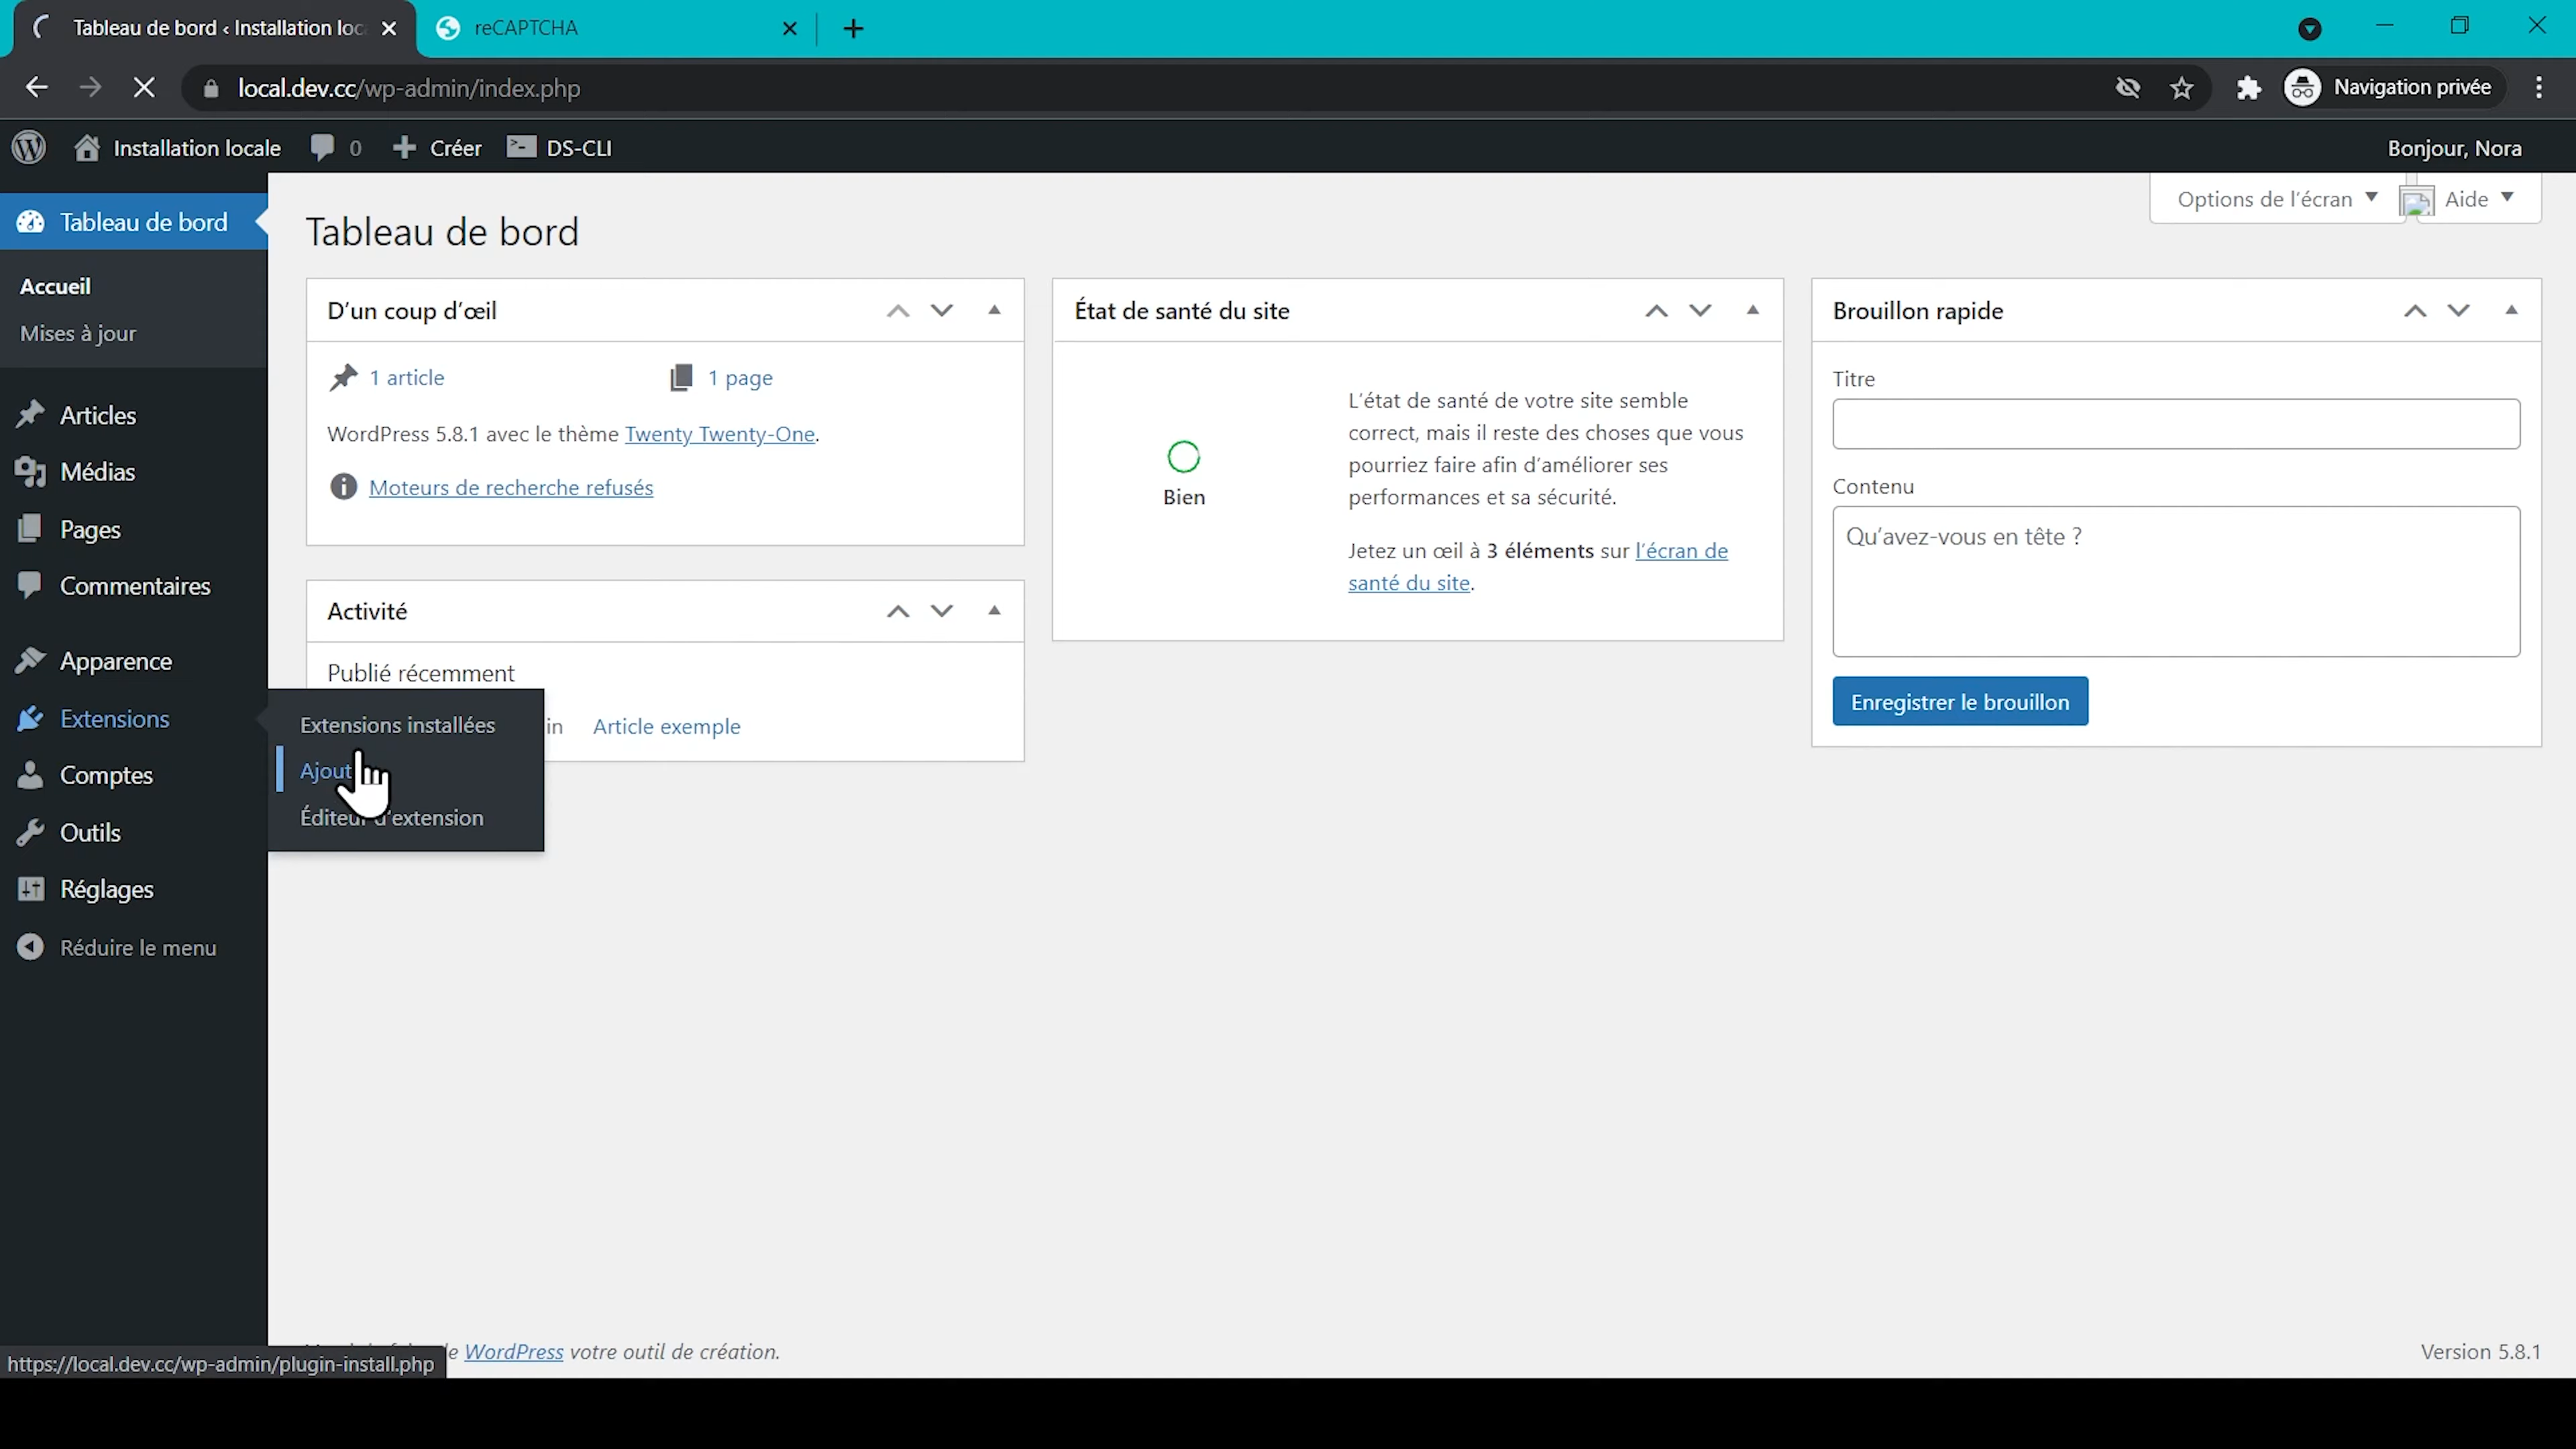 Tableau de bord ‹ Installation loc
reCAPTCHA
local.dev.cc/wp-admin/index.php
Navigation privée
Installation locale
0
Créer
DS-CLI
Bonjour, Nora
Tableau de bord
Accueil
Mises à jour
Articles
Médias
Pages
Commentaires
Apparence
Extensions
Comptes
Outils
Réglages
Réduire le menu
Extensions installées
Ajout
Éditeur d'extension
Options de l'écran
Aide
Tableau de bord
D'un coup d'œil
1 article
1 page
WordPress 5.8.1 avec le thème Twenty Twenty-One.
Moteurs de recherche refusés
Activité
Publié récemment
in Article exemple
État de santé du site
Bien
L'état de santé de votre site semble
correct, mais il reste des choses que vous
pourriez faire afin d'améliorer ses
performances et sa sécurité.
Jetez un œil à 3 éléments sur l'écran de
santé du site.
Brouillon rapide
Titre
Contenu
Qu'avez-vous en tête ?
Enregistrer le brouillon
WordPress votre outil de création.
Version 5.8.1
https://local.dev.cc/wp-admin/plugin-install.php